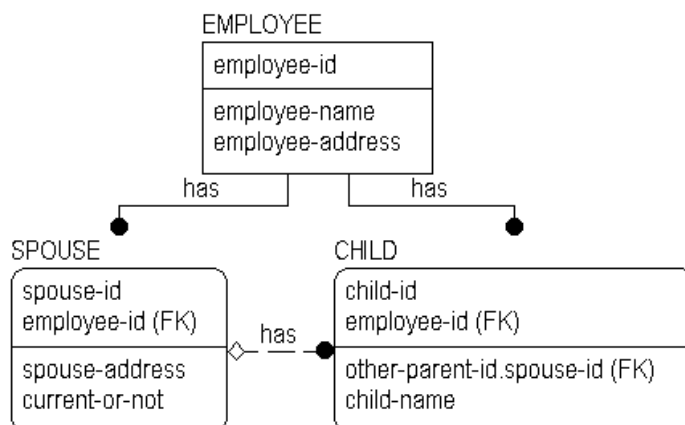 EMPLOYEE
employee-id
employee-name
employee-address
has
has
SPOUSE
spouse-id
employee-id (FK)
spouse-address
current-or-not
has
CHILD
child-id
employee-id (FK)
other-parent-id.spouse-id (FK)
child-name